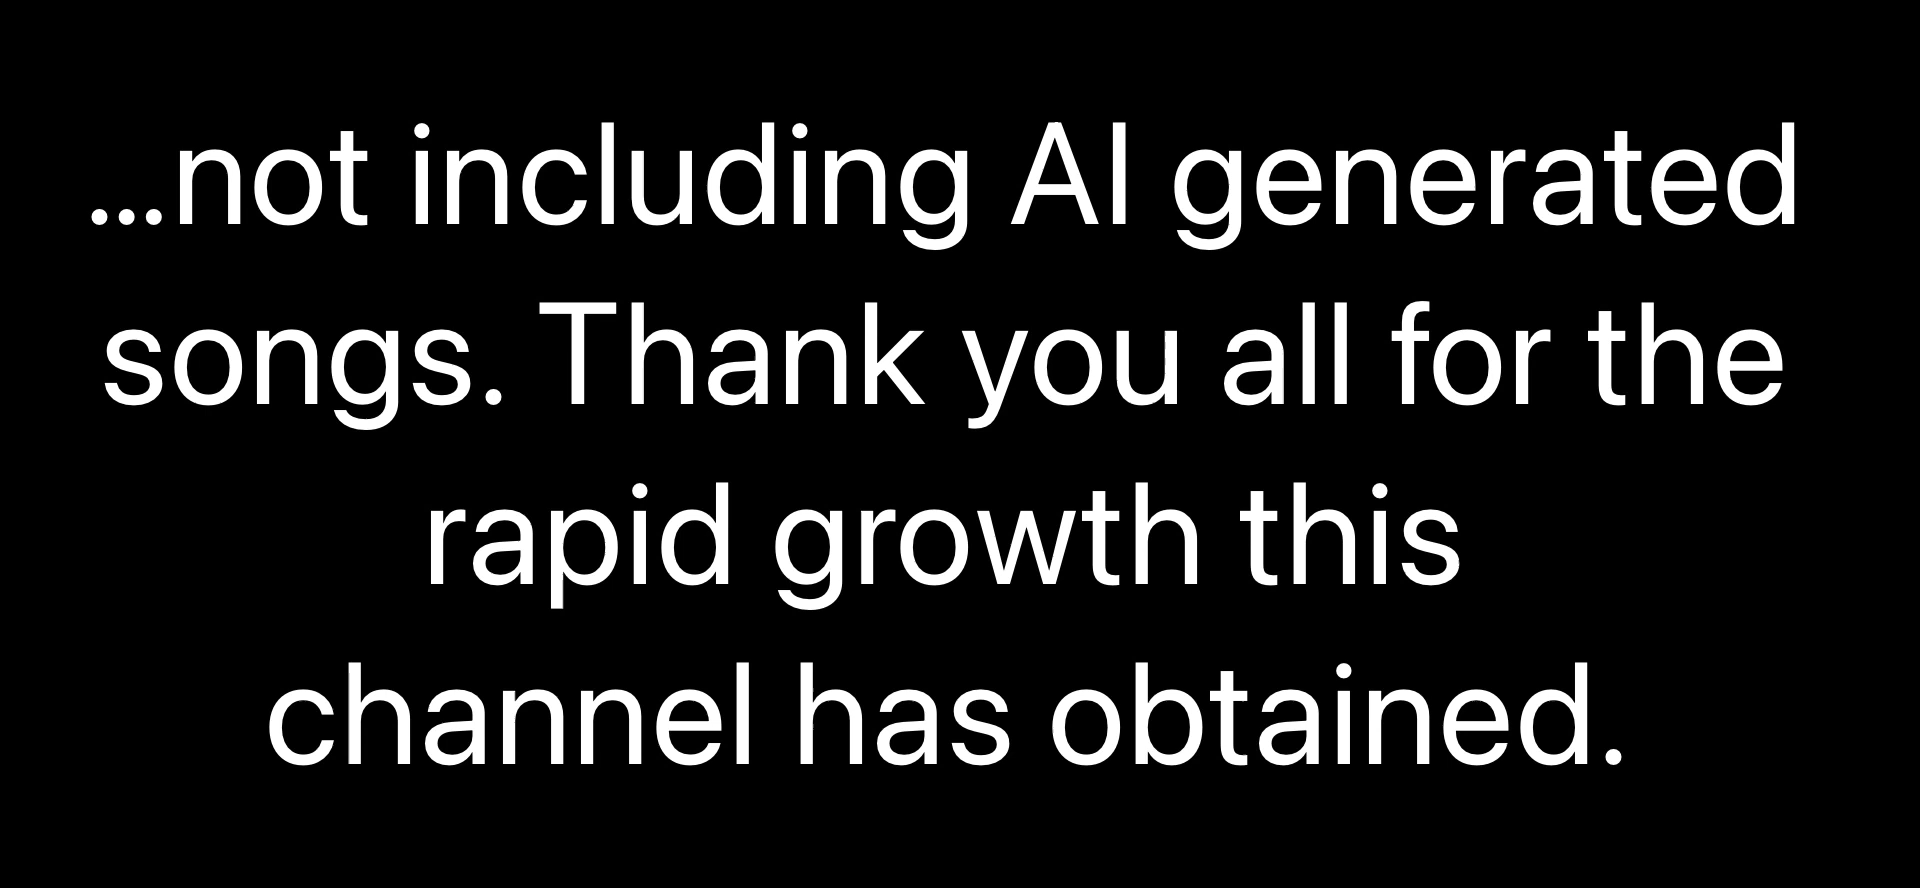 ...not including AI generated
songs. Thank you all for the
rapid growth this
channel has obtained.